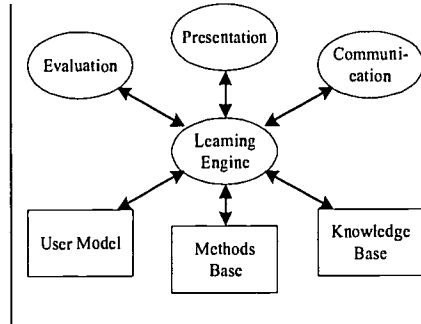 Presentation
Evaluation
Communi-
cation
Learning
Engine
User Model
Methods
Base
Knowledge
Base